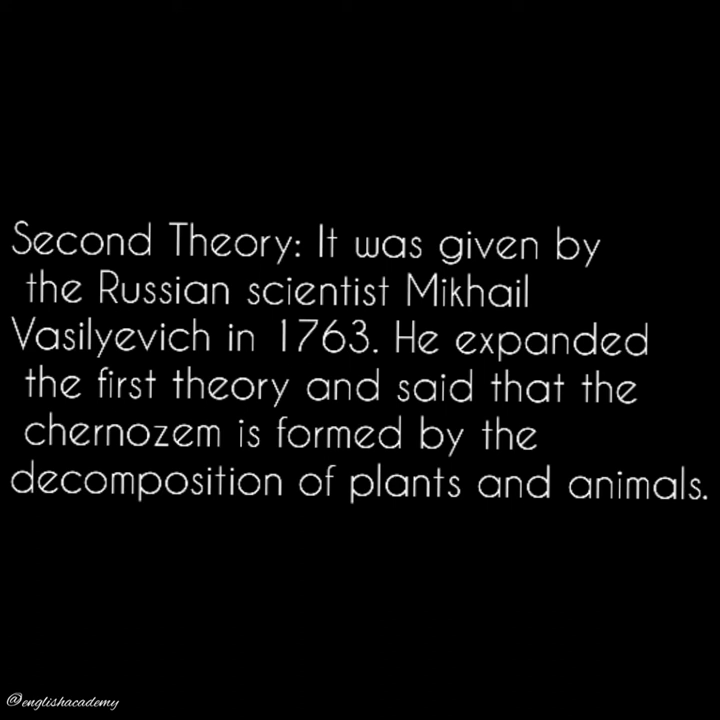 Second Theory: It was given by
the Russian scientist Mikhail
Vasilyevich in 1763. He expanded
the first theory and said that the
chernozem is formed by the
decomposition of plants and animals.
@englishacademy